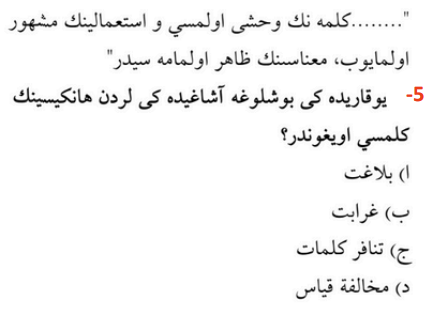 "........كلمه نك وحشى اولمسي و استعمالينك مشهور
اولمايوب، معناسنك ظاهر اولمامه سيدر"
5- يوقاريده كى بوشلوغه آشاغيده كى لردن هانكيسينك
كلمسي اويغوندر؟
ا) بلاغت
ب) غرابت
ج) تنافر كلمات
د) مخالفة قياس